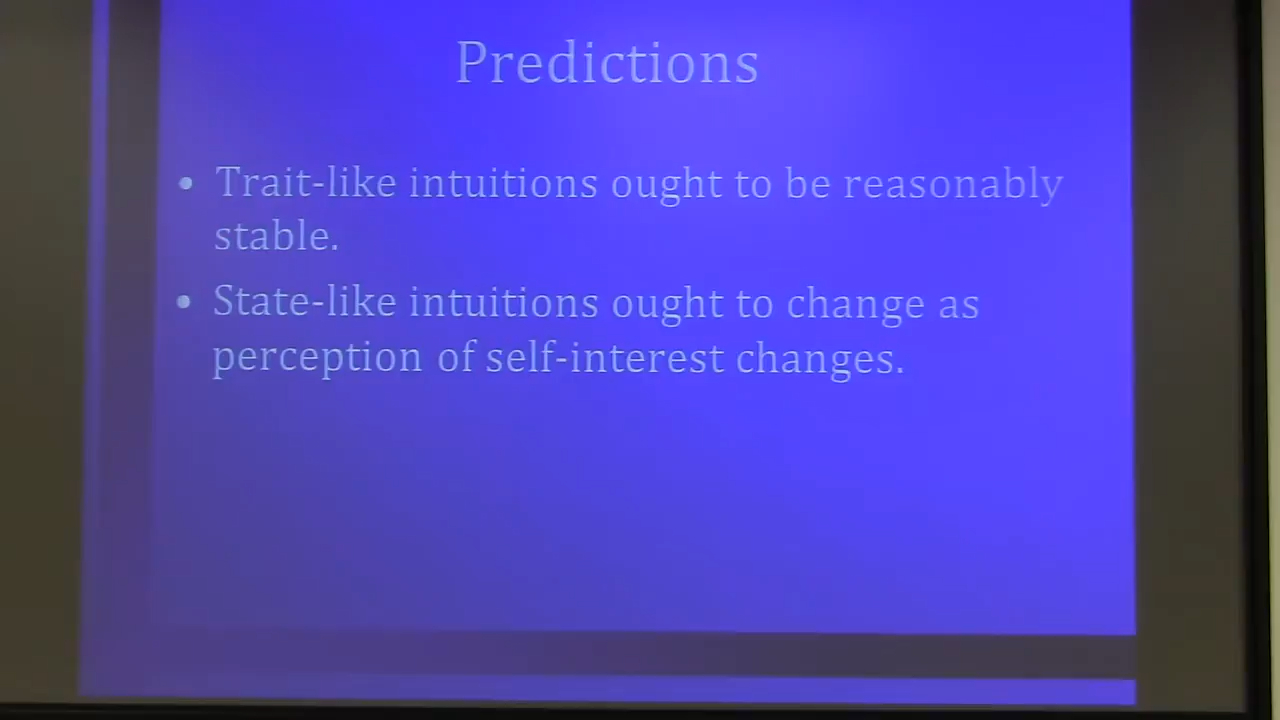 Predictions
• Trait-like intuitions ought to be reasonably
stable.
• State-like intuitions ought to change as
perception of self-interest changes.